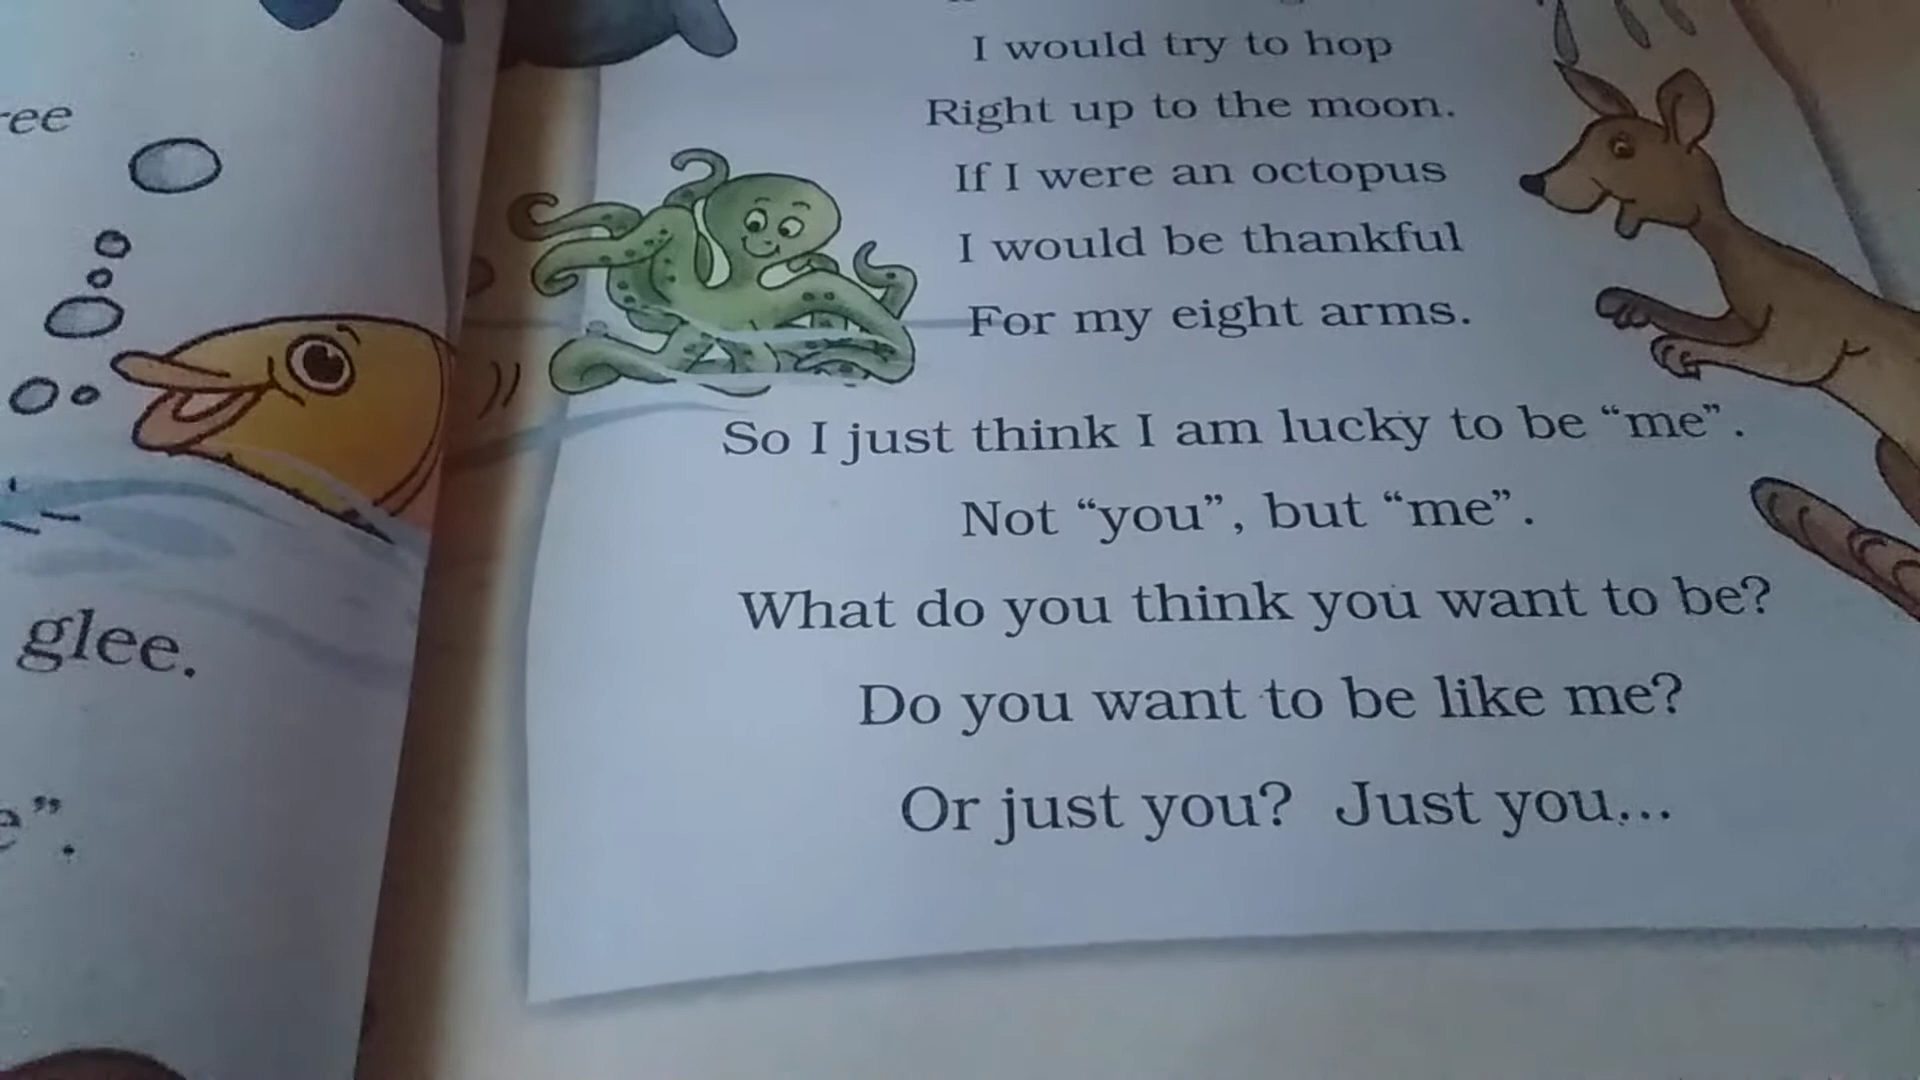 glee.
I would try to hop
Right up to the moon.
If I were an octopus
I would be thankful
For my eight arms.
So I just think I am lucky to be “me”.
Not “you”, but “me”.
What do you think you want to be?
Do you want to be like me?
Or just you? Just you...